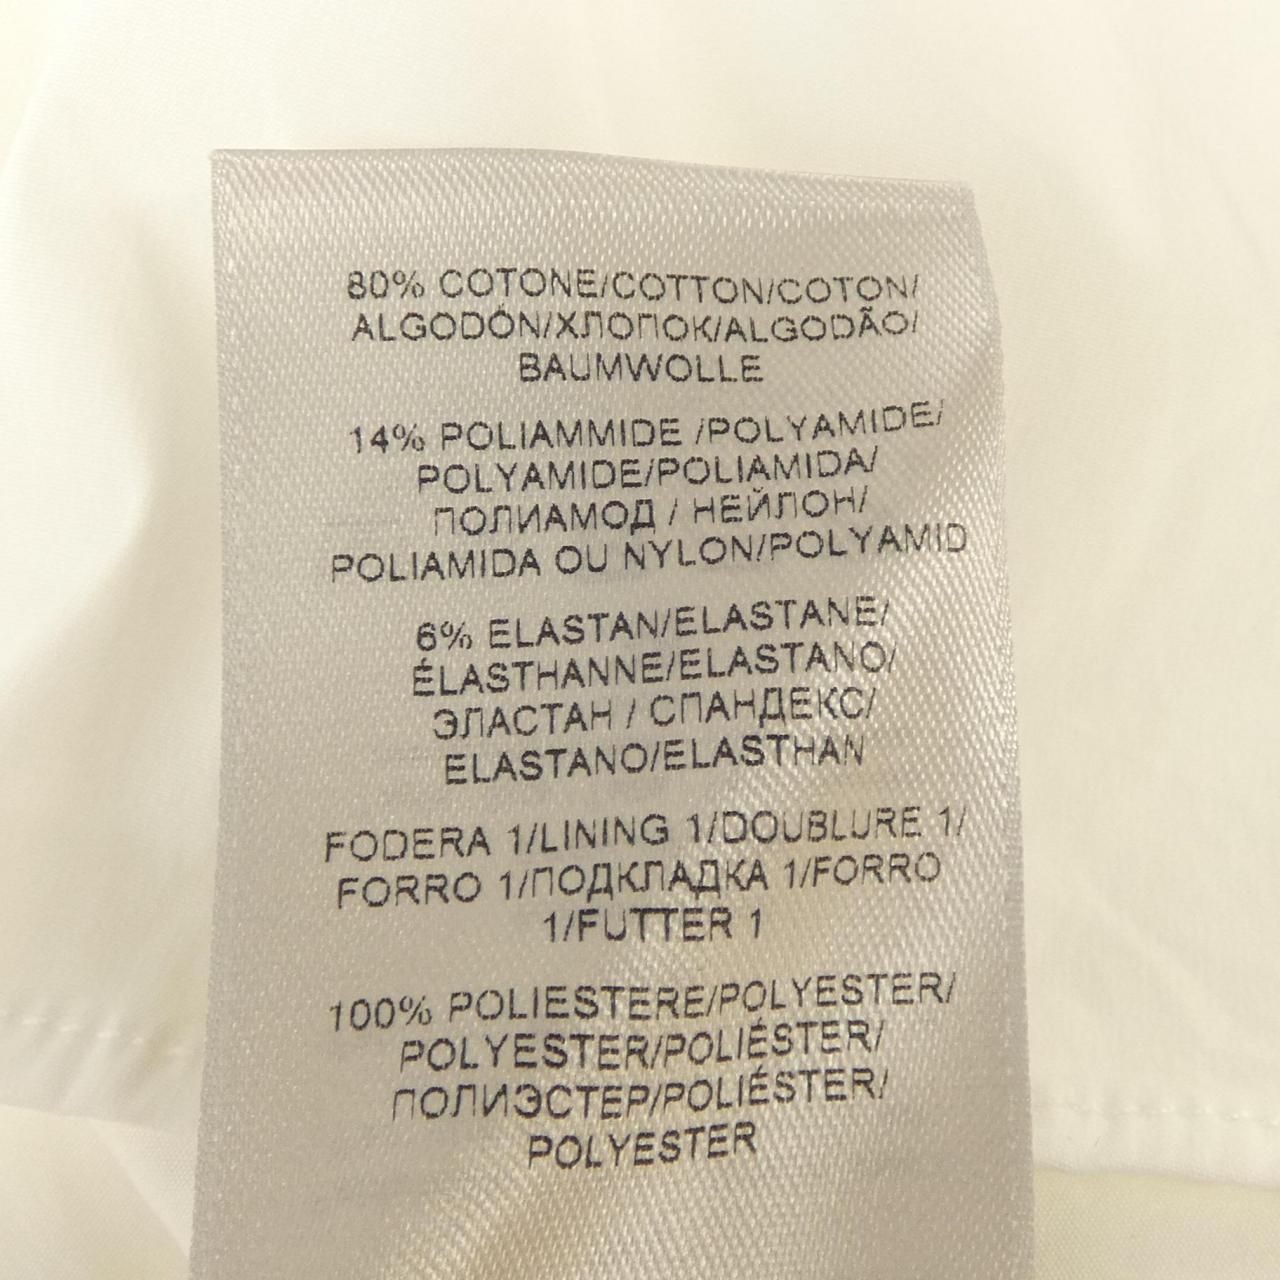 80% COTONE/COTTON/COTON/
ALGODÓN/ХЛОПОК/ALGODÃO/
BAUMWOLLE
14% POLIAMMIDE /POLYAMIDE/
POLYAMIDE/POLIAMIDA/
ПОЛИАМОД / НЕЙЛОН/
POLIAMIDA OU NYLON/POLYAMID
6% ELASTAN/ELASTANE/
ÉLASTHANNE/ELASTANO/
ЭЛАСТАН / СПАНДЕКС/
ELASTANO/ELASTHAN
FODERA 1/LINING 1/DOUBLURE 1/
FORRO 1/ПОДКЛАДКА 1/FORRO
1/FUTTER 1
100% POLIESTERE/POLYESTER/
POLYESTER/POLIÉSTER/
ПОЛИЭСТЕР/POLIÉSTER/
POLYESTER